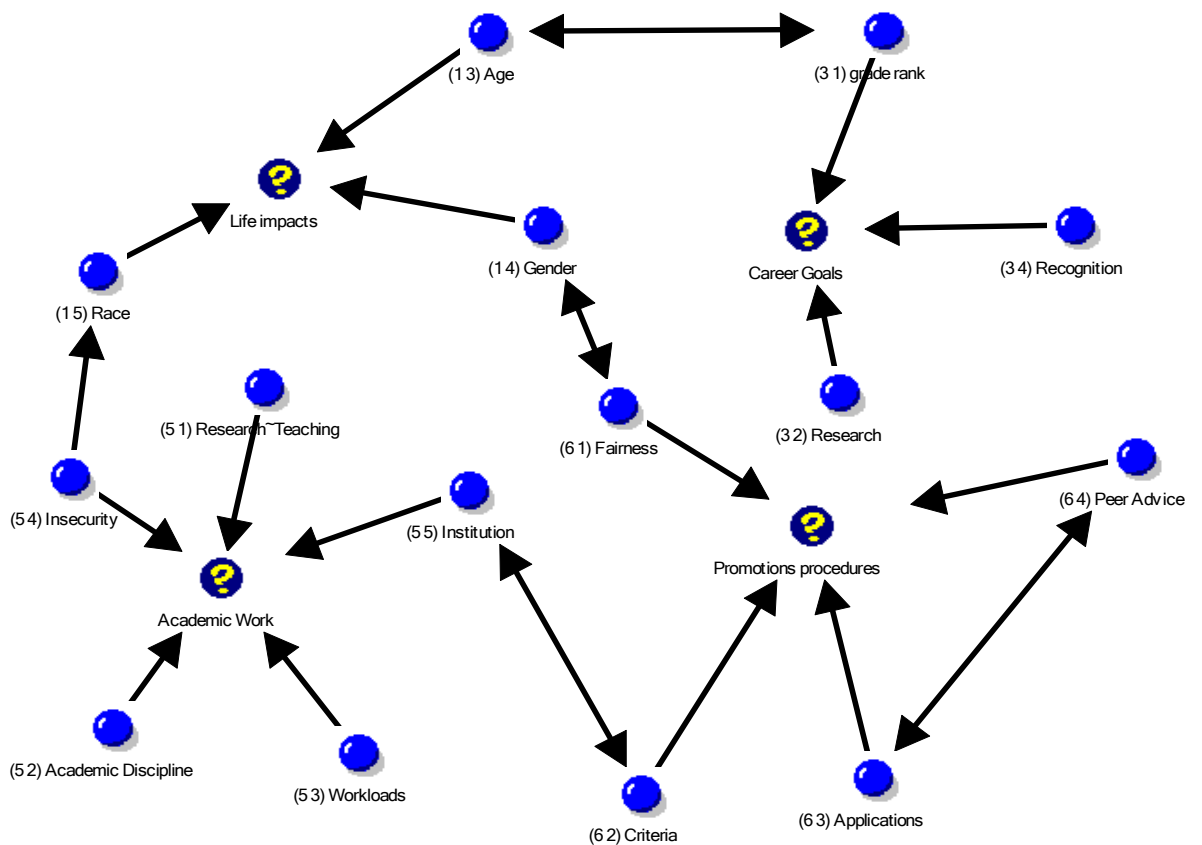 (13) Age
(31) grade rank
Life impacts
(14) Gender
Career Goals
(34) Recognition
(15) Race
(51) Research~Teaching
(61) Fairness
(32) Research
(54) Insecurity
(55) Institution
(64) Peer Advice
Promotions procedures
Academic Work
(52) Academic Discipline
(53) Workloads
(62) Criteria
(63) Applications